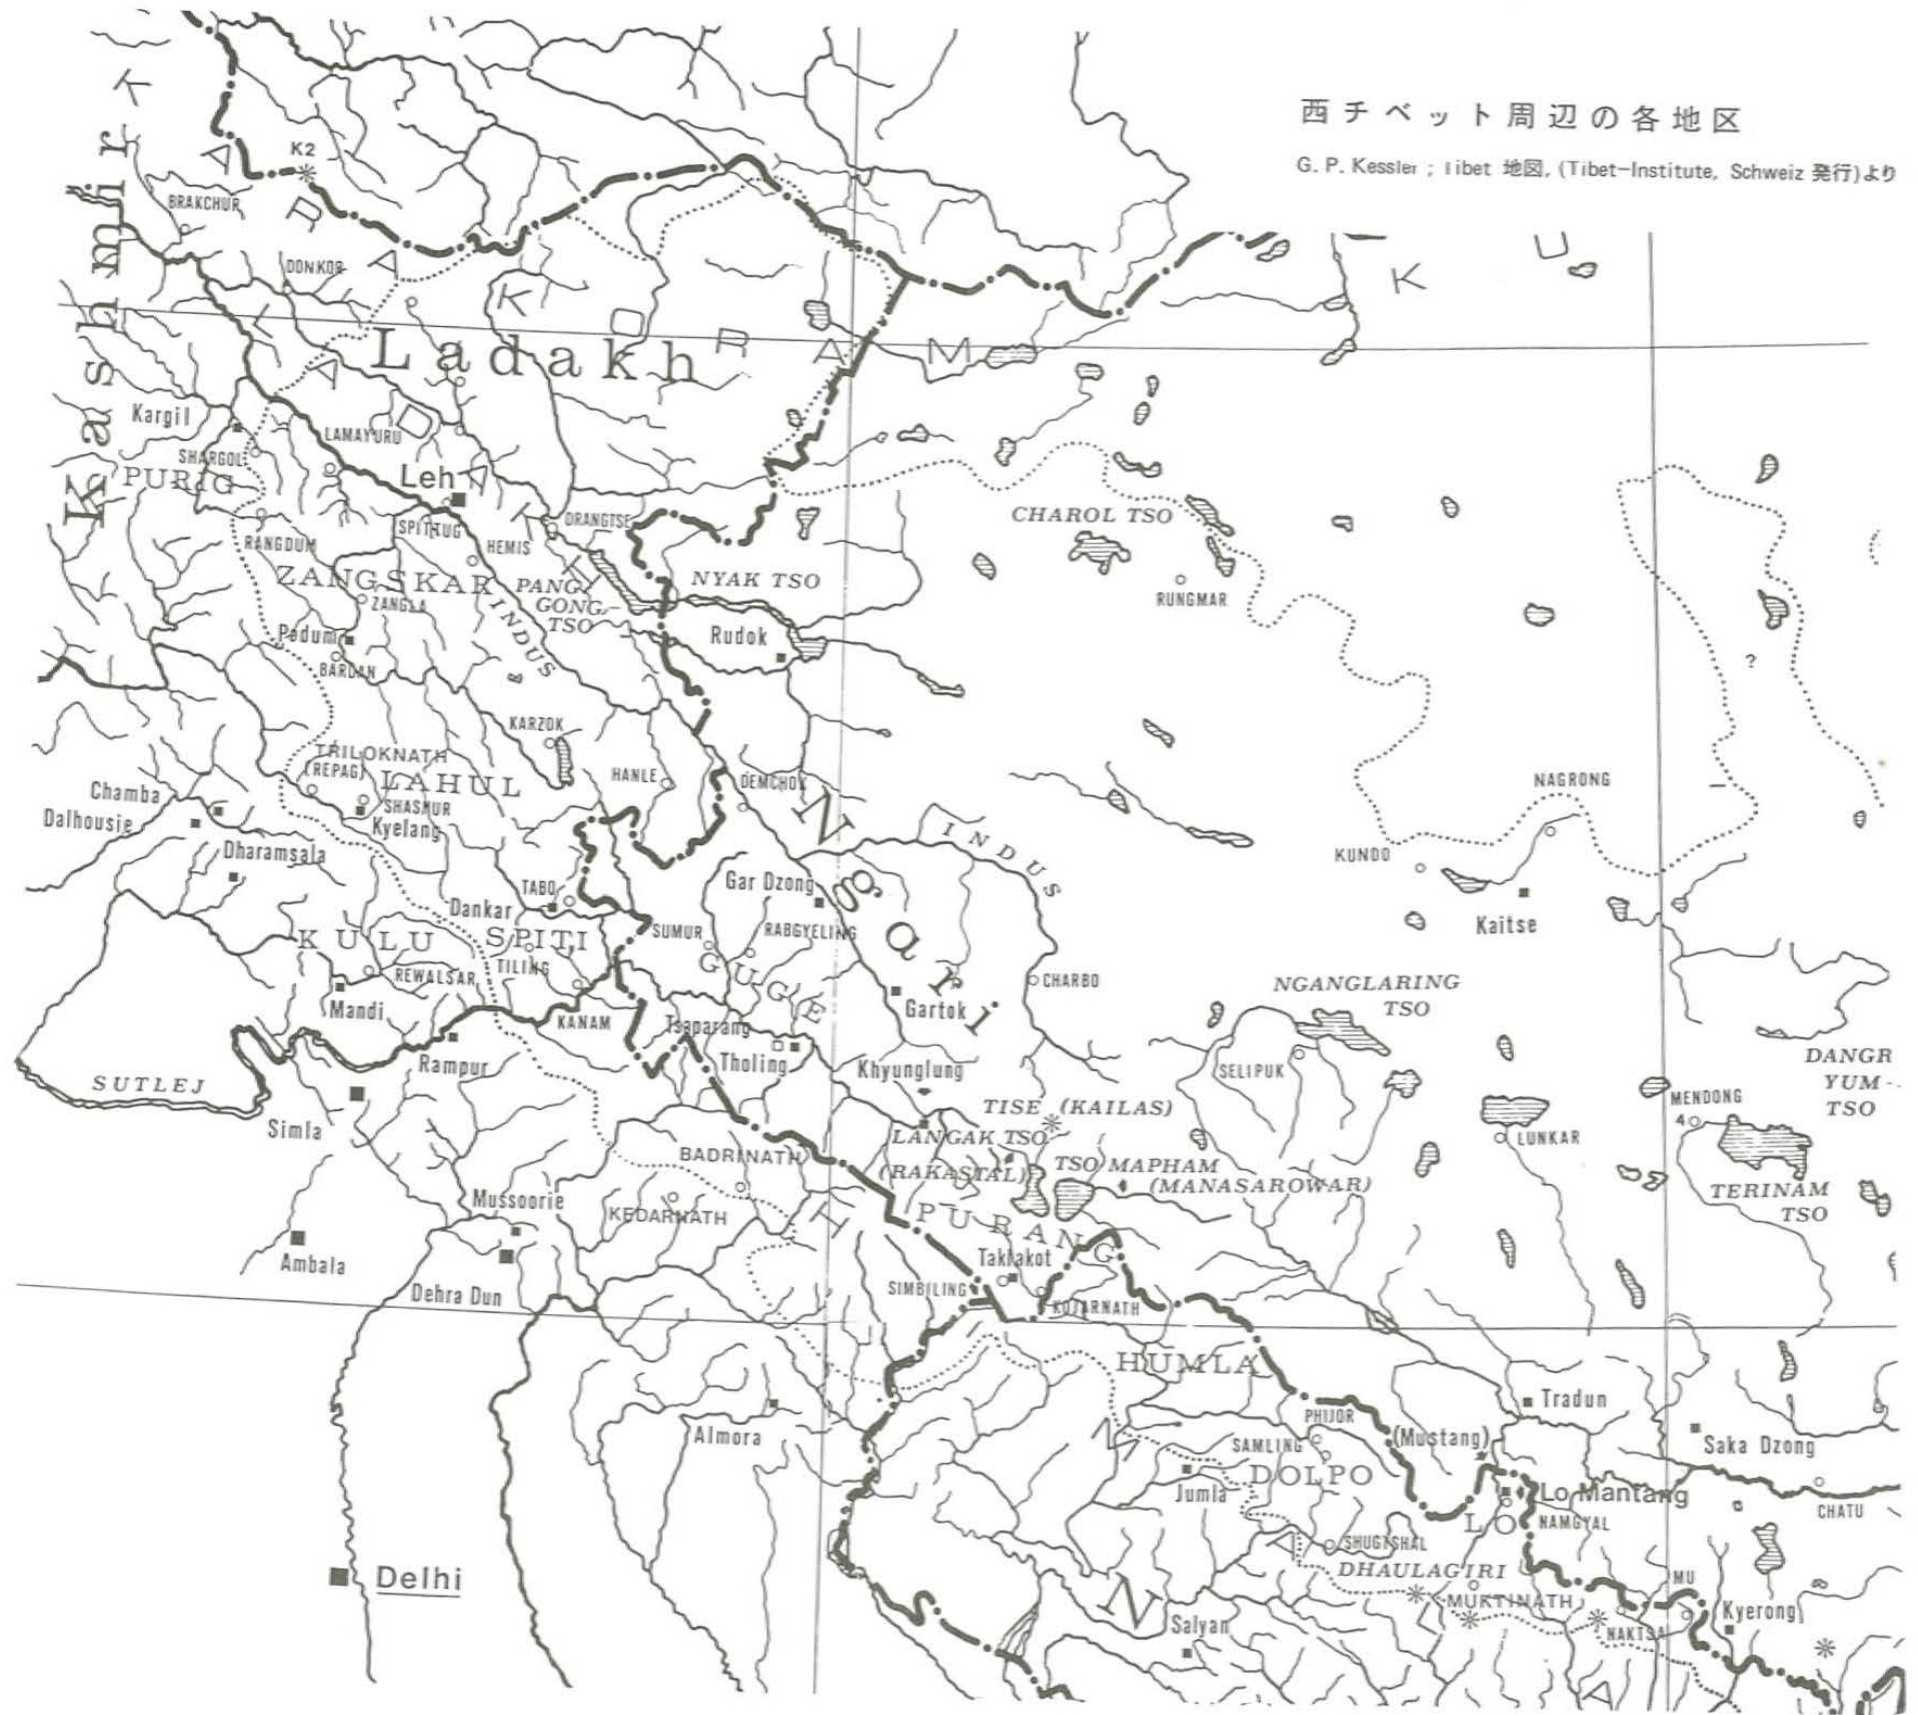 西チベット周辺の各地区
G. P. Kessler ; Tibet 地図, (Tibet-Institute, Schweiz 発行)より
K2
BRAKCHUR
DONKOR
Kashmir
K U
KARAKORAM
Ladakh
LADAKH
Kargil
SHARGOL
PURIG
LAMAYURU
Leh
SPITTUG
HEMIS
ORANGTSE
RANGDUM
ZANGSKAR
ZANGLA
Padum
BARDAN
INDUS
PANG-
GONG-
TSO
NYAK TSO
Rudok
CHAROL TSO
RUNGMAR
?
KARZOK
HANLE
DEMCHOK
TRILOKNATH
(REPAG)
LAHUL
SHASHUR
Kyelang
Chamba
Dalhousie
Dharamsala
NAGRONG
KUNDO
Kaitse
INDUS
Ngari
Gar Dzong
TABO
Dankar
KULU
SPITI
SUMUR
RABGYELING
GUGE
REWALSAR
TILING
Mandi
KANAM
Gartok
CHARBO
NGANGLARING
TSO
Tsaparang
Tholing
Khyunglung
SELIPUK
Rampur
SUTLEJ
Simla
DANGR
YUM-
TSO
MENDONG
LUNKAR
TERINAM
TSO
TISE (KAILAS)
LANGAK TSO
(RAKASTAL)
TSO MAPHAM
(MANASAROWAR)
BADRINATH
KEDARNATH
Mussoorie
Ambala
Dehra Dun
PURANG
Taklakot
SIMBILING
KOJARNATH
HUMLA
Almora
Delhi
PHIJOR
SAMLING
DOLPO
(Mustang)
Tradun
Saka Dzong
Lo Mantang
LO
NAMGYAL
CHATU
Jumla
SHUGTSHAL
DHAULAGIRI
MUKTINATH
MU
NAKTSA
Kyerong
Salyan